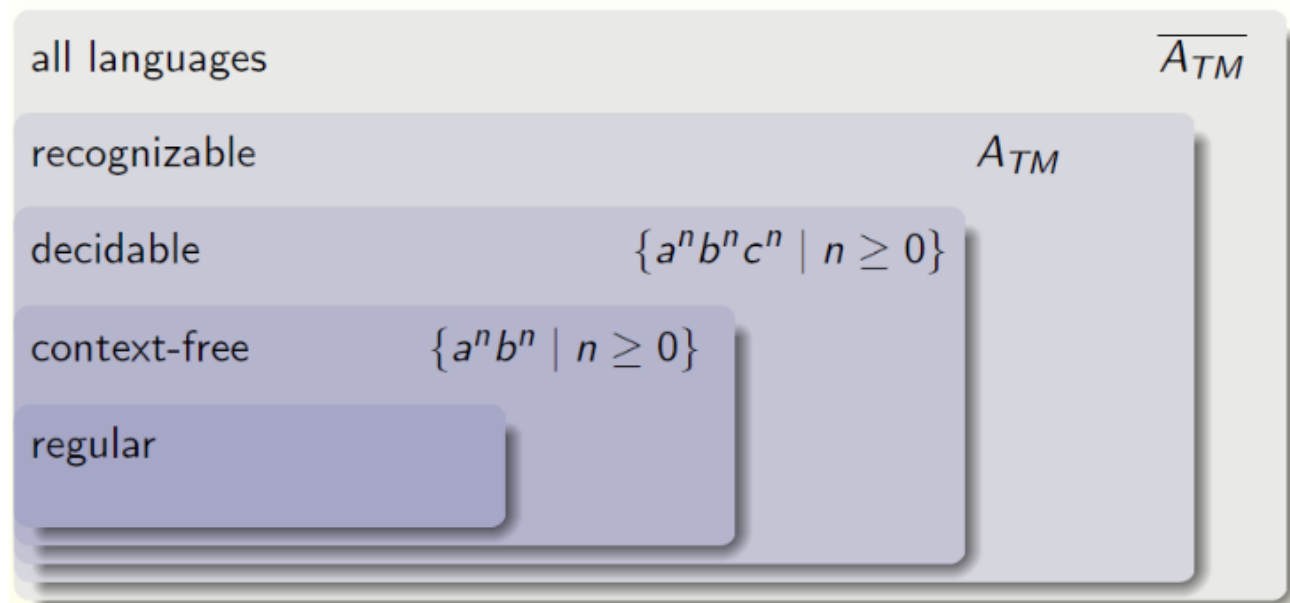 all languages $\overline{A_{TM}}$
recognizable $A_{TM}$
decidable $\{a^n b^n c^n \mid n \geq 0\}$
context-free $\{a^n b^n \mid n \geq 0\}$
regular